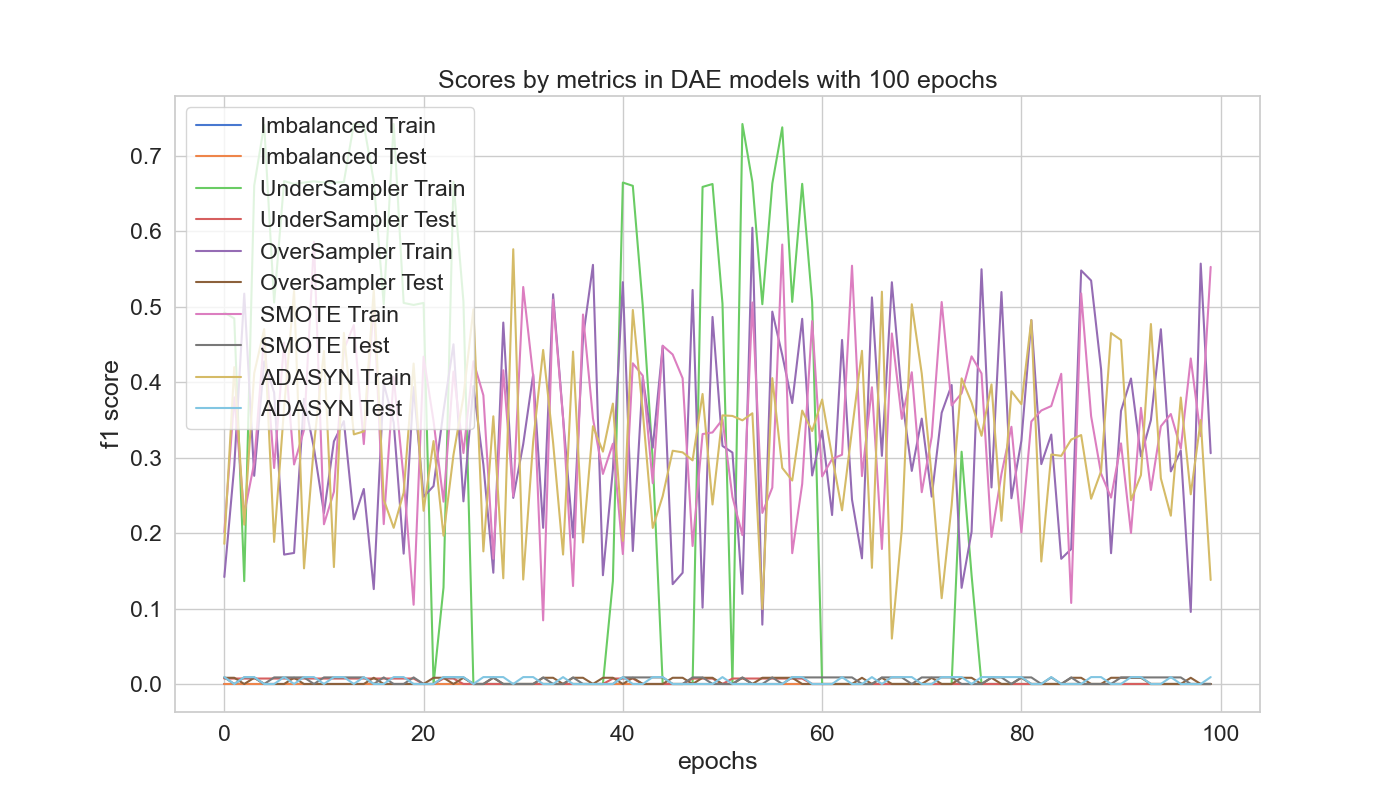 Scores by metrics in DAE models with 100 epochs
Imbalanced Train
Imbalanced Test
UnderSampler Train
UnderSampler Test
OverSampler Train
OverSampler Test
SMOTE Train
SMOTE Test
ADASYN Train
ADASYN Test
f1 score
0.7
0.6
0.5
0.4
0.3
0.2
0.1
0.0
0 20 40 60 80 100
epochs